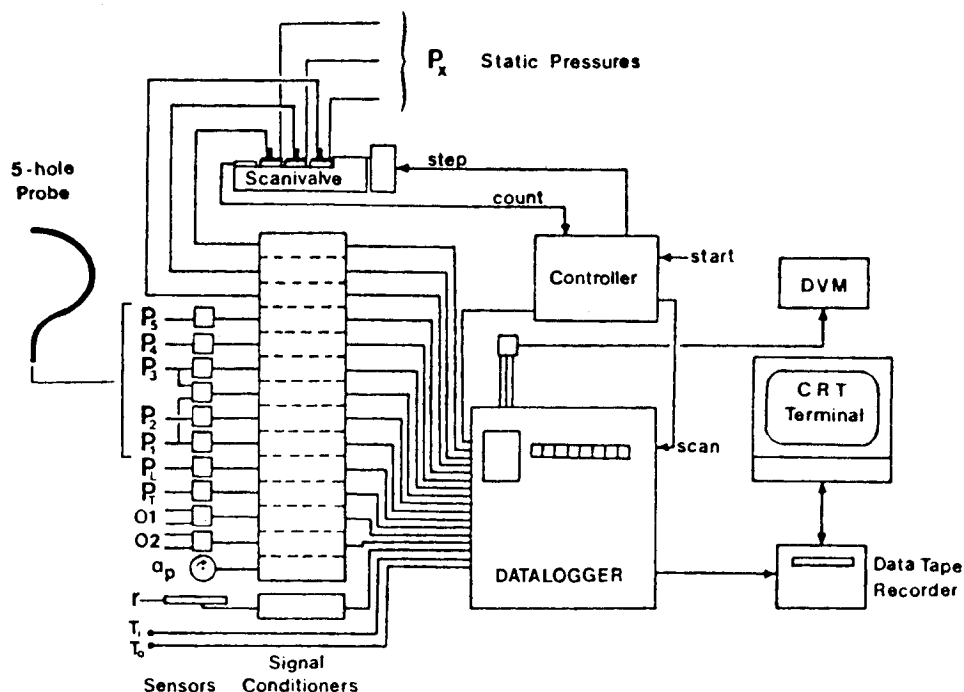 Pₓ Static Pressures
5-hole
Probe
Scanivalve
step
count
Controller
start
DVM
CRT
Terminal
scan
P₅
P₄
P₃
P₂
P₁
P_L
P_T
O1
O2
a_p
r
T₁
T₀
DATALOGGER
Data Tape
Recorder
Signal
Sensors Conditioners